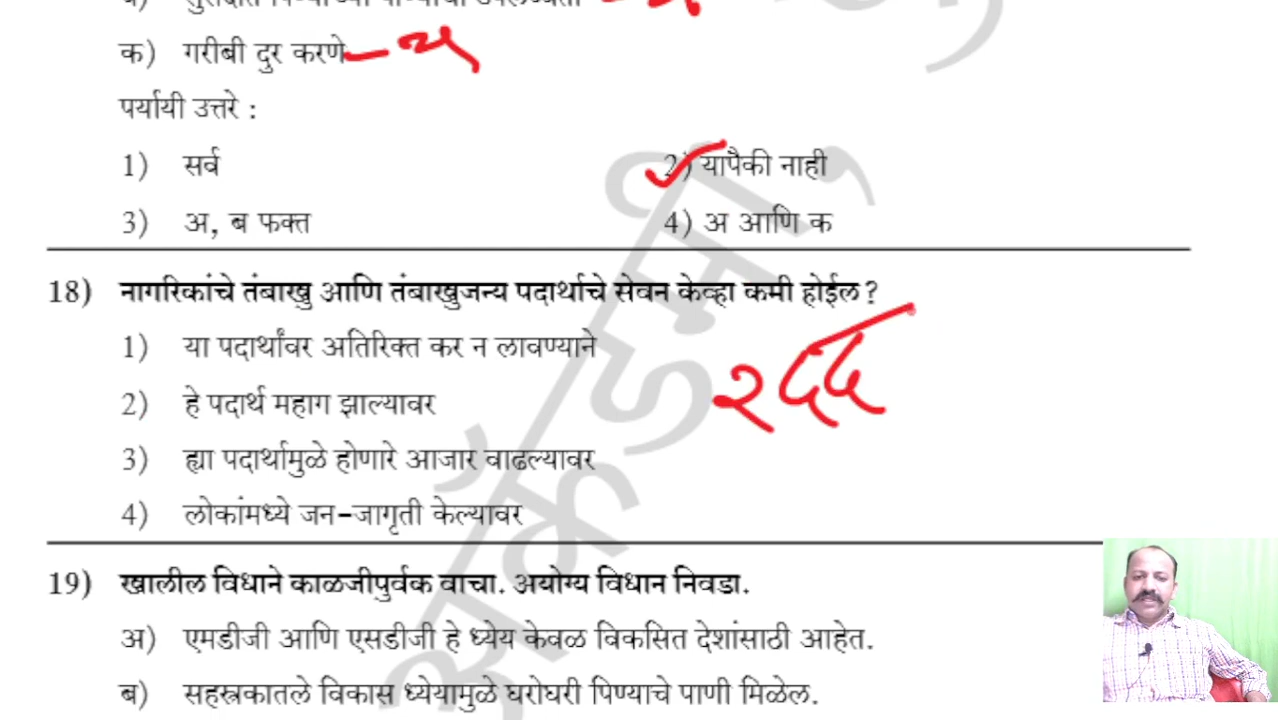 क) गरीबी दुर करणे
पर्यायी उत्तरे :
1) सर्व
2) यापैकी नाही
3) अ, ब फक्त
4) अ आणि क
18) नागरिकांचे तंबाखु आणि तंबाखुजन्य पदार्थाचे सेवन केव्हा कमी होईल?
रद्द
1) या पदार्थांवर अतिरिक्त कर न लावण्याने
2) हे पदार्थ महाग झाल्यावर
3) ह्या पदार्थामुळे होणारे आजार वाढल्यावर
4) लोकांमध्ये जन-जागृती केल्यावर
19) खालील विधाने काळजीपुर्वक वाचा. अयोग्य विधान निवडा.
अ) एमडीजी आणि एसडीजी हे ध्येय केवळ विकसित देशांसाठी आहेत.
ब) सहस्त्रकातले विकास ध्येयामुळे घरोघरी पिण्याचे पाणी मिळेल.